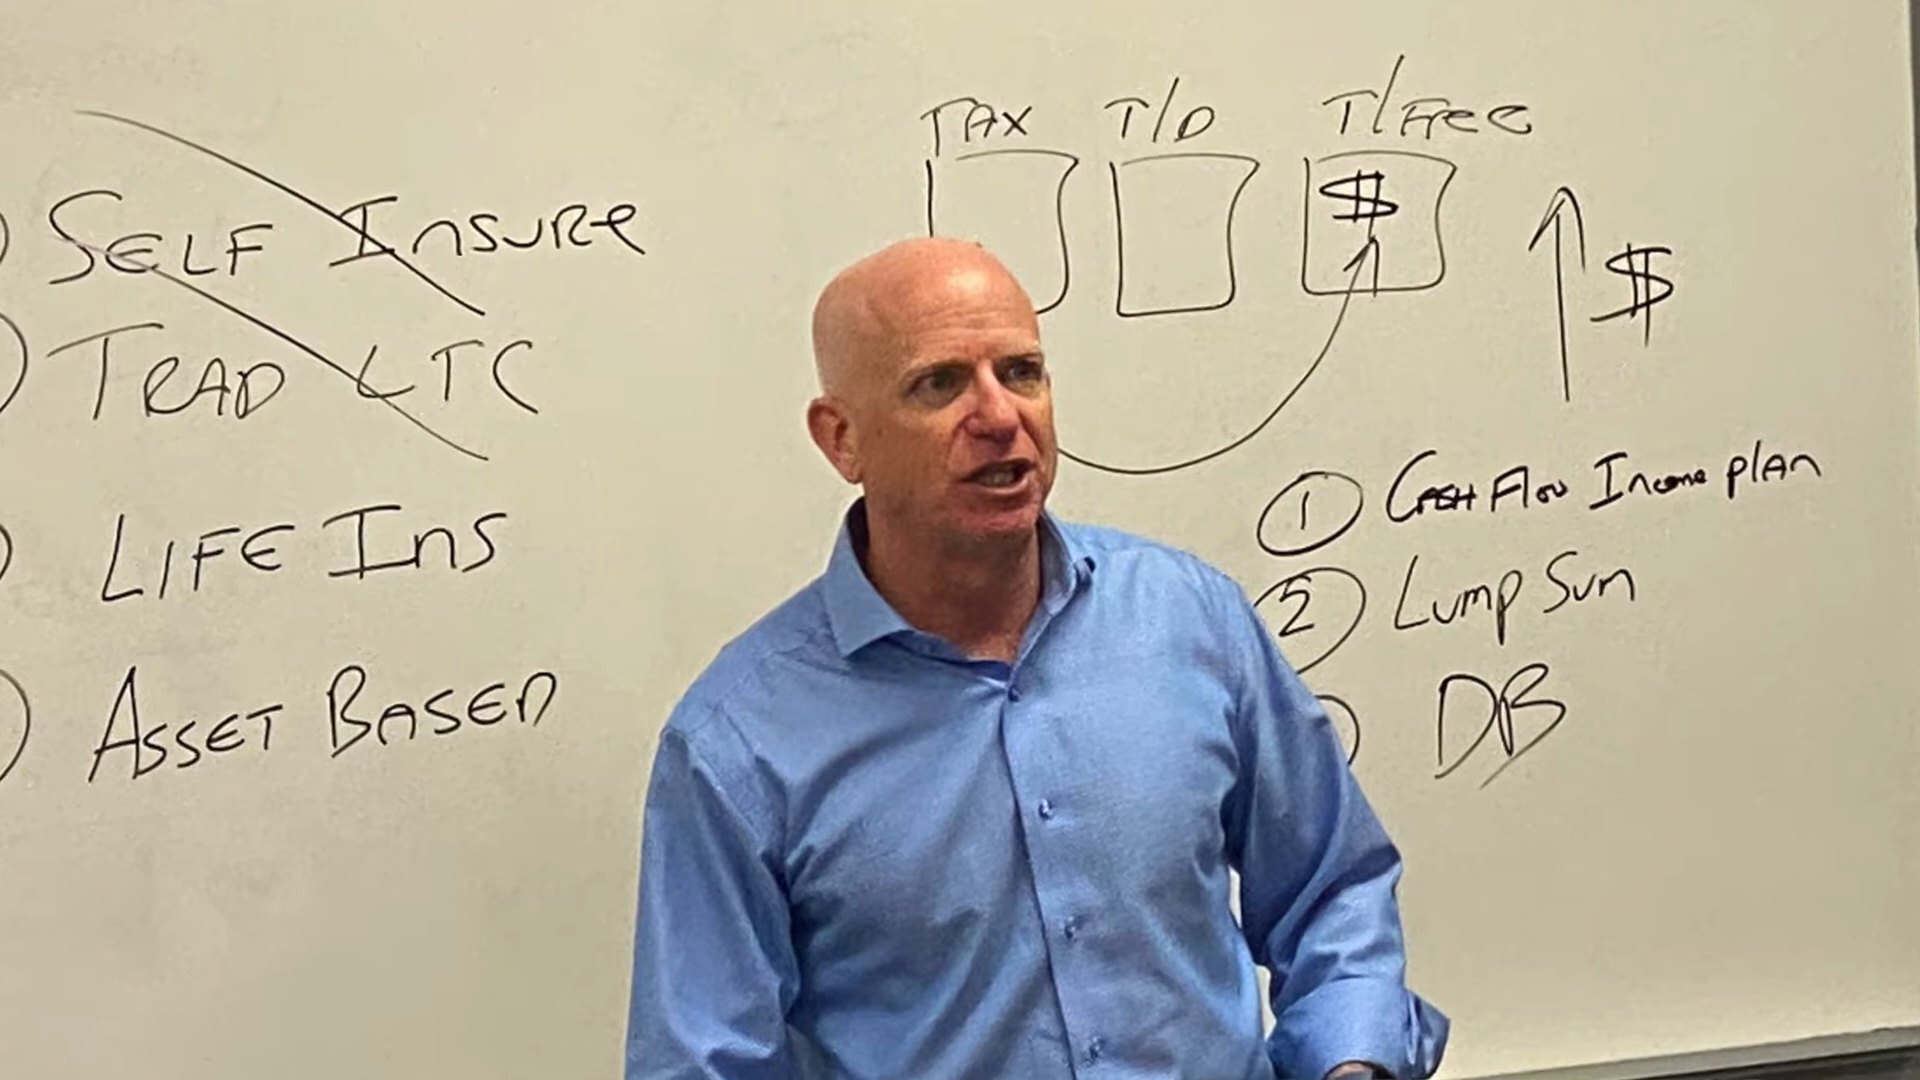 SELF Insure
TRAD LTC
LIFE Ins
ASSET BASED
TAX T/D T/Free
$
$
1 CASH Flow Income plan
2 Lump Sum
DB